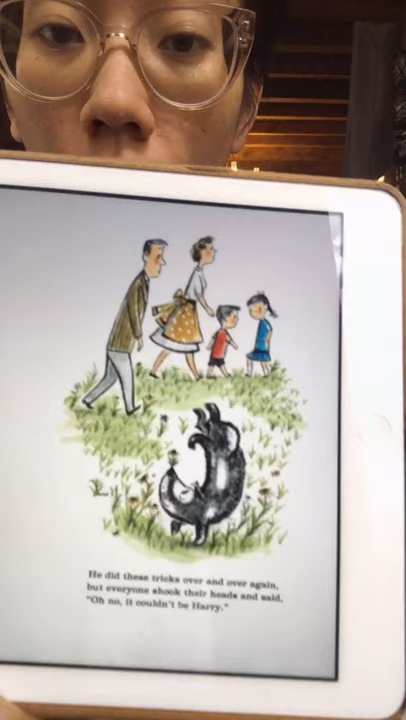 He did these tricks over and over again,
but everyone shook their heads and said,
"Oh no, it couldn't be Harry."